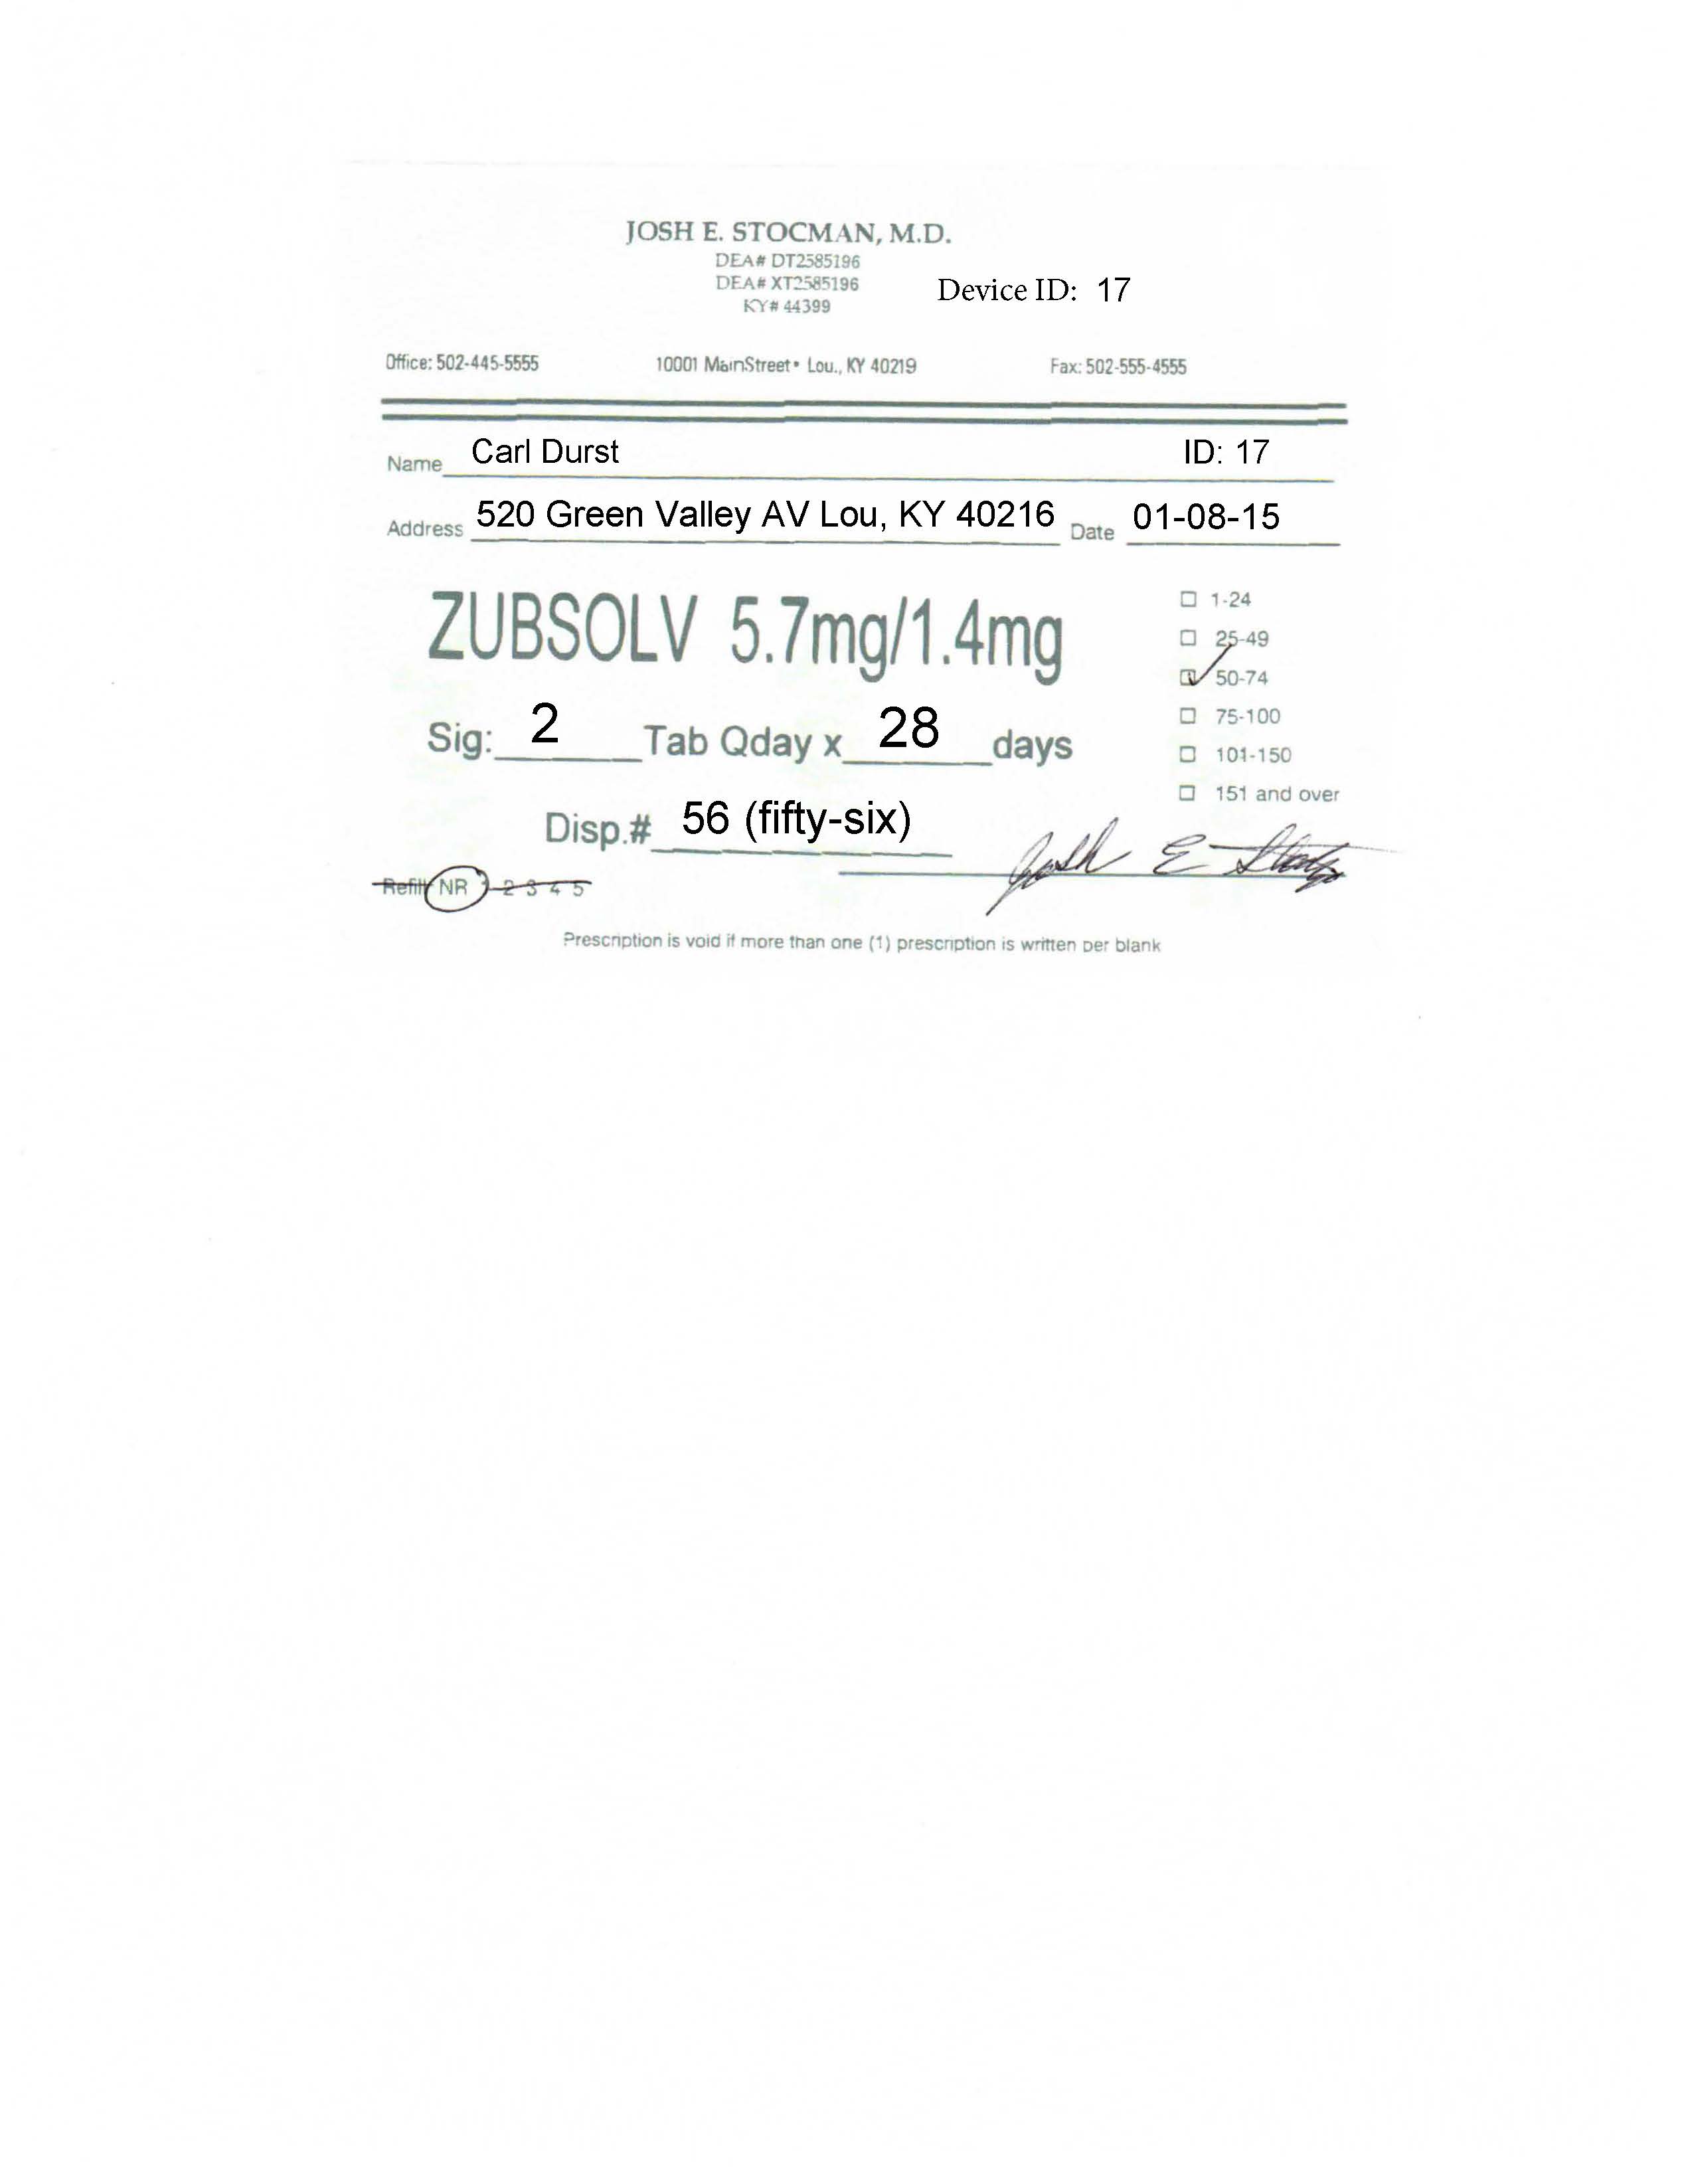 JOSH E. STOCMAN, M.D.
DEA# DT2585196
DEA# XT2585196
KY# 44399
Device ID: 17
Office: 502-445-5555 10001 MainStreet • Lou., KY 40219 Fax: 502-555-4555
Name Carl Durst ID: 17
Address 520 Green Valley AV Lou, KY 40216 Date 01-08-15
ZUBSOLV 5.7mg/1.4mg
1-24
25-49
50-74
75-100
101-150
151 and over
Sig: 2 Tab Qday x 28 days
Disp.# 56 (fifty-six)
Josh E
Refill NR 1 2 3 4 5
Prescription is void if more than one (1) prescription is written per blank